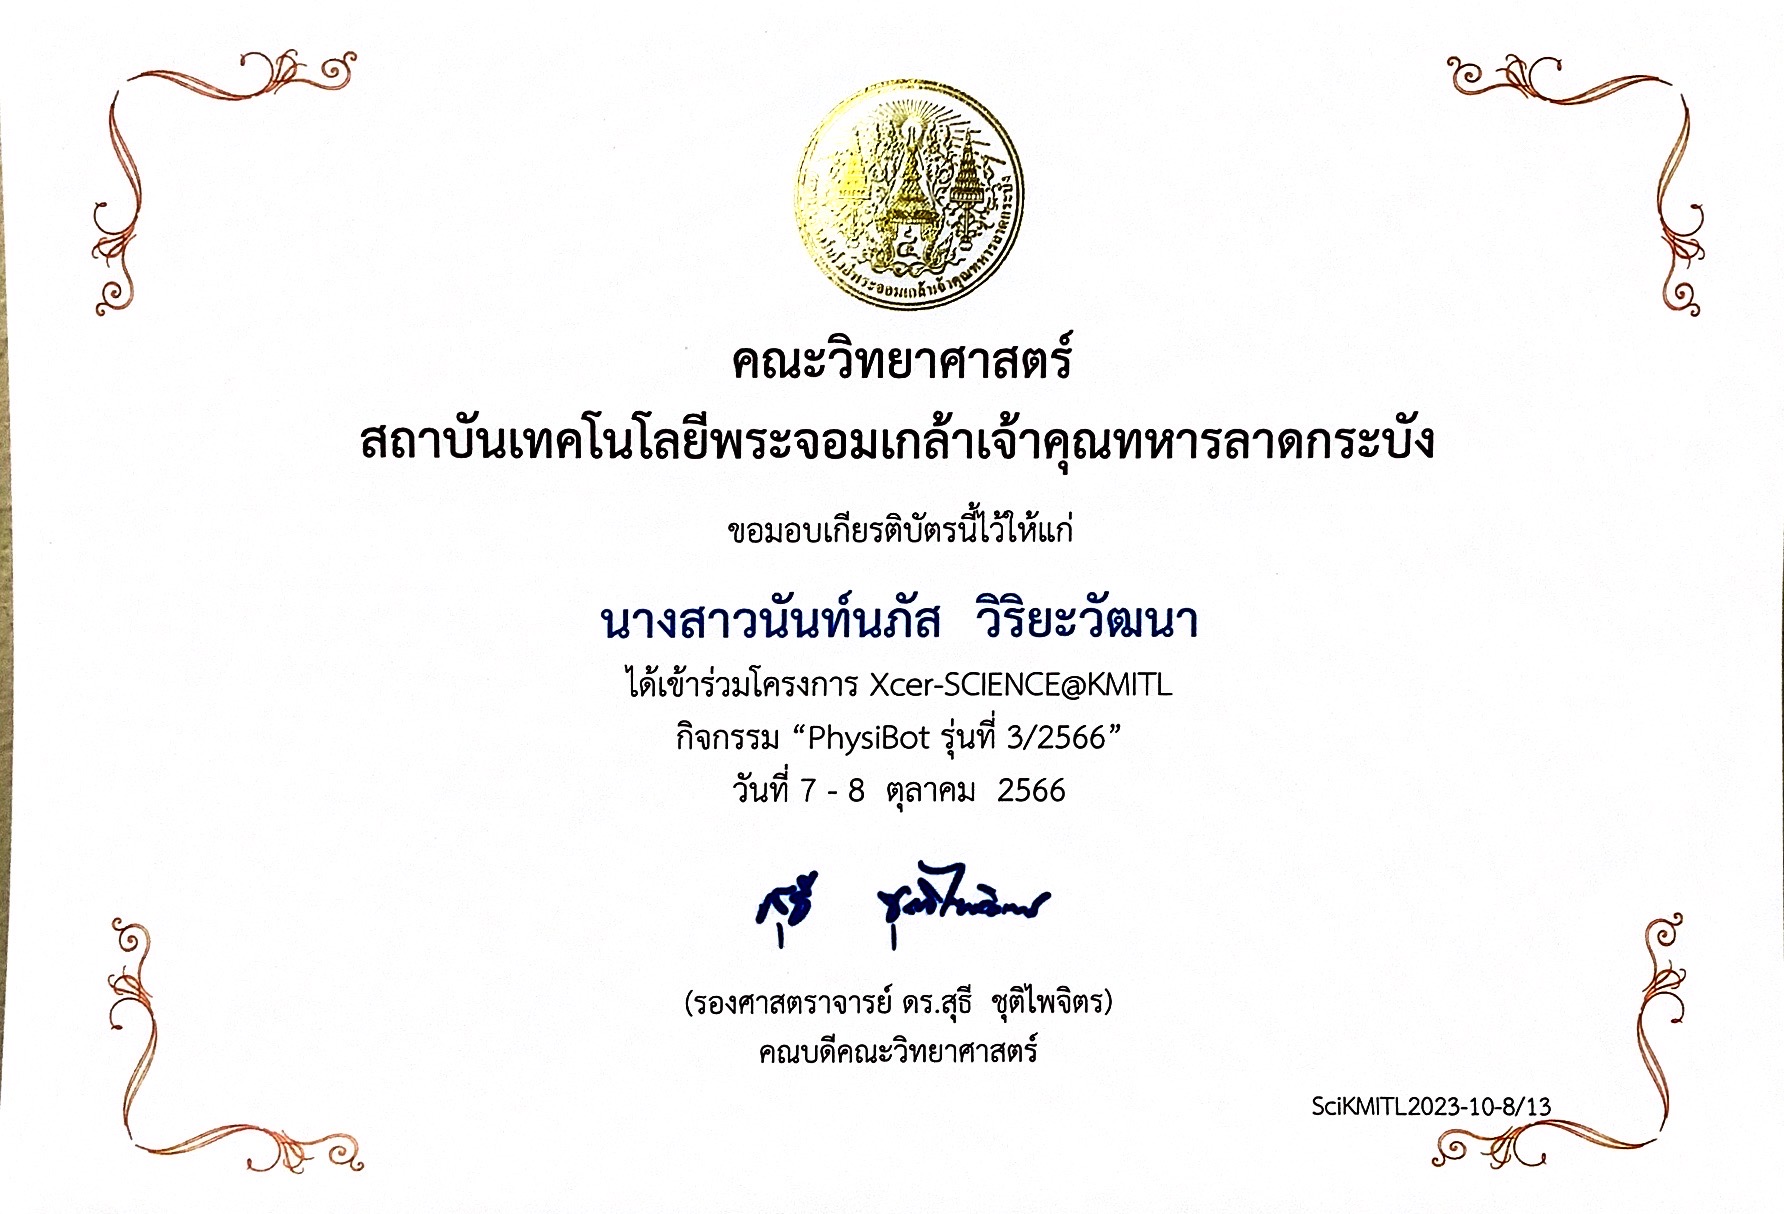 สถาบันเทคโนโลยีพระจอมเกล้าเจ้าคุณทหารลาดกระบัง
คณะวิทยาศาสตร์
สถาบันเทคโนโลยีพระจอมเกล้าเจ้าคุณทหารลาดกระบัง
ขอมอบเกียรติบัตรนี้ไว้ให้แก่
นางสาวนันท์นภัส วิริยะวัฒนา
ได้เข้าร่วมโครงการ Xcer-SCIENCE@KMITL
กิจกรรม “PhysiBot รุ่นที่ 3/2566”
วันที่ 7 - 8 ตุลาคม 2566
สุธี ชุติไพจิตร
(รองศาสตราจารย์ ดร.สุธี ชุติไพจิตร)
คณบดีคณะวิทยาศาสตร์
SciKMITL2023-10-8/13